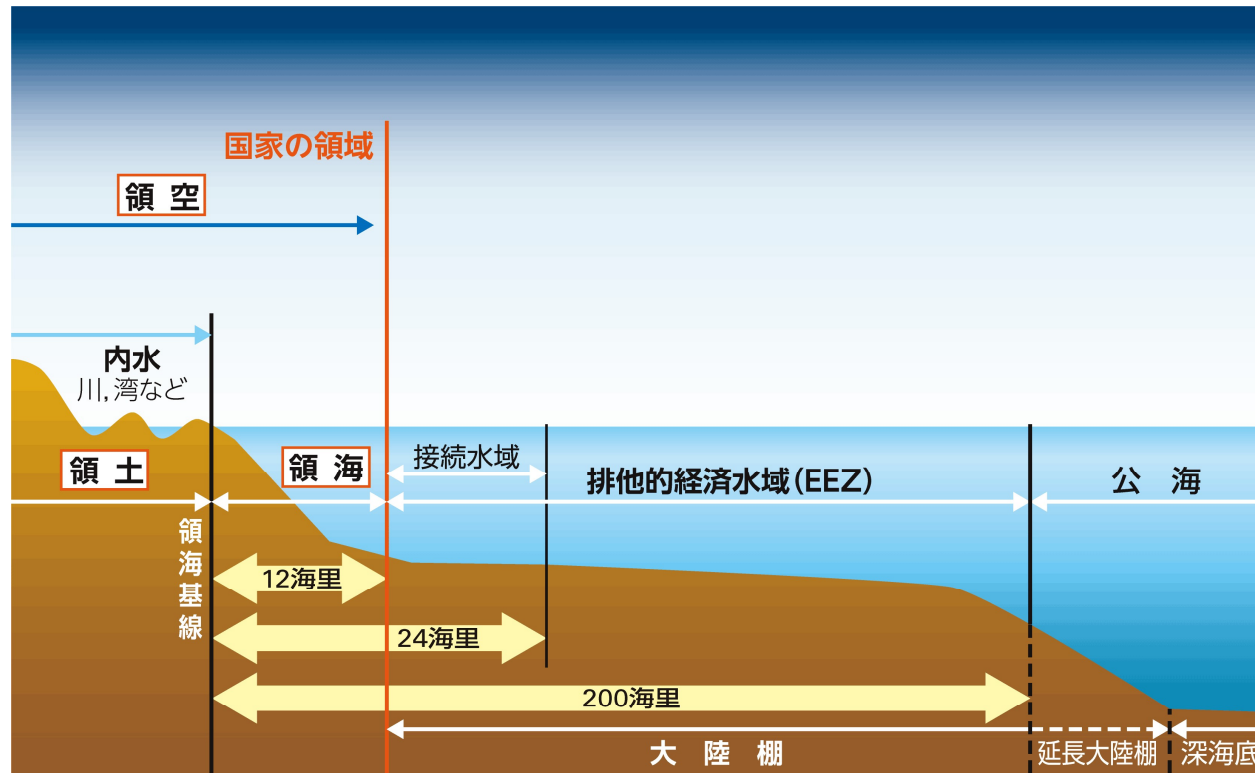 国家の領域
領 空
内水
川,湾など
領 土
領 海
接続水域
排他的経済水域(EEZ)
公 海
領海基線
12海里
24海里
200海里
大 陸 棚
延長大陸棚
深海底